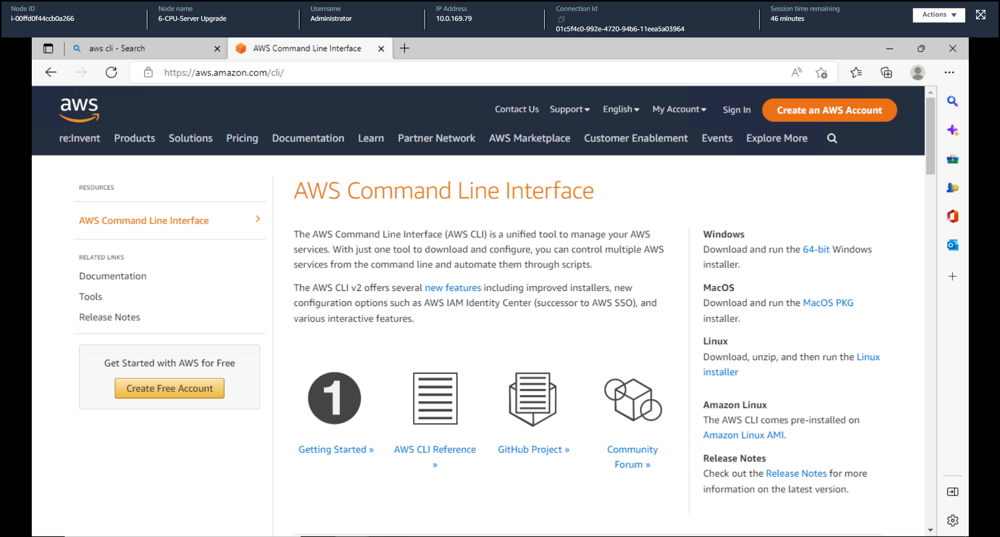 Node ID
i-00ffd0f44ccb0a266
Node name
6-CPU-Server Upgrade
Username
Administrator
IP Address
10.0.169.79
Connection Id
01c5f4c0-992e-4720-94b6-11eea5a03964
Session time remaining
46 minutes
Actions
aws cli - Search
AWS Command Line Interface
https://aws.amazon.com/cli/
aws
Contact Us
Support
English
My Account
Sign In
Create an AWS Account
re:Invent
Products
Solutions
Pricing
Documentation
Learn
Partner Network
AWS Marketplace
Customer Enablement
Events
Explore More
RESOURCES
AWS Command Line Interface
RELATED LINKS
Documentation
Tools
Release Notes
Get Started with AWS for Free
Create Free Account
AWS Command Line Interface
The AWS Command Line Interface (AWS CLI) is a unified tool to manage your AWS
services. With just one tool to download and configure, you can control multiple AWS
services from the command line and automate them through scripts.
The AWS CLI v2 offers several new features including improved installers, new
configuration options such as AWS IAM Identity Center (successor to AWS SSO), and
various interactive features.
1
Getting Started »
AWS CLI Reference
»
GitHub Project »
Community
Forum »
Windows
Download and run the 64-bit Windows
installer.
MacOS
Download and run the MacOS PKG
installer.
Linux
Download, unzip, and then run the Linux
installer
Amazon Linux
The AWS CLI comes pre-installed on
Amazon Linux AMI.
Release Notes
Check out the Release Notes for more
information on the latest version.